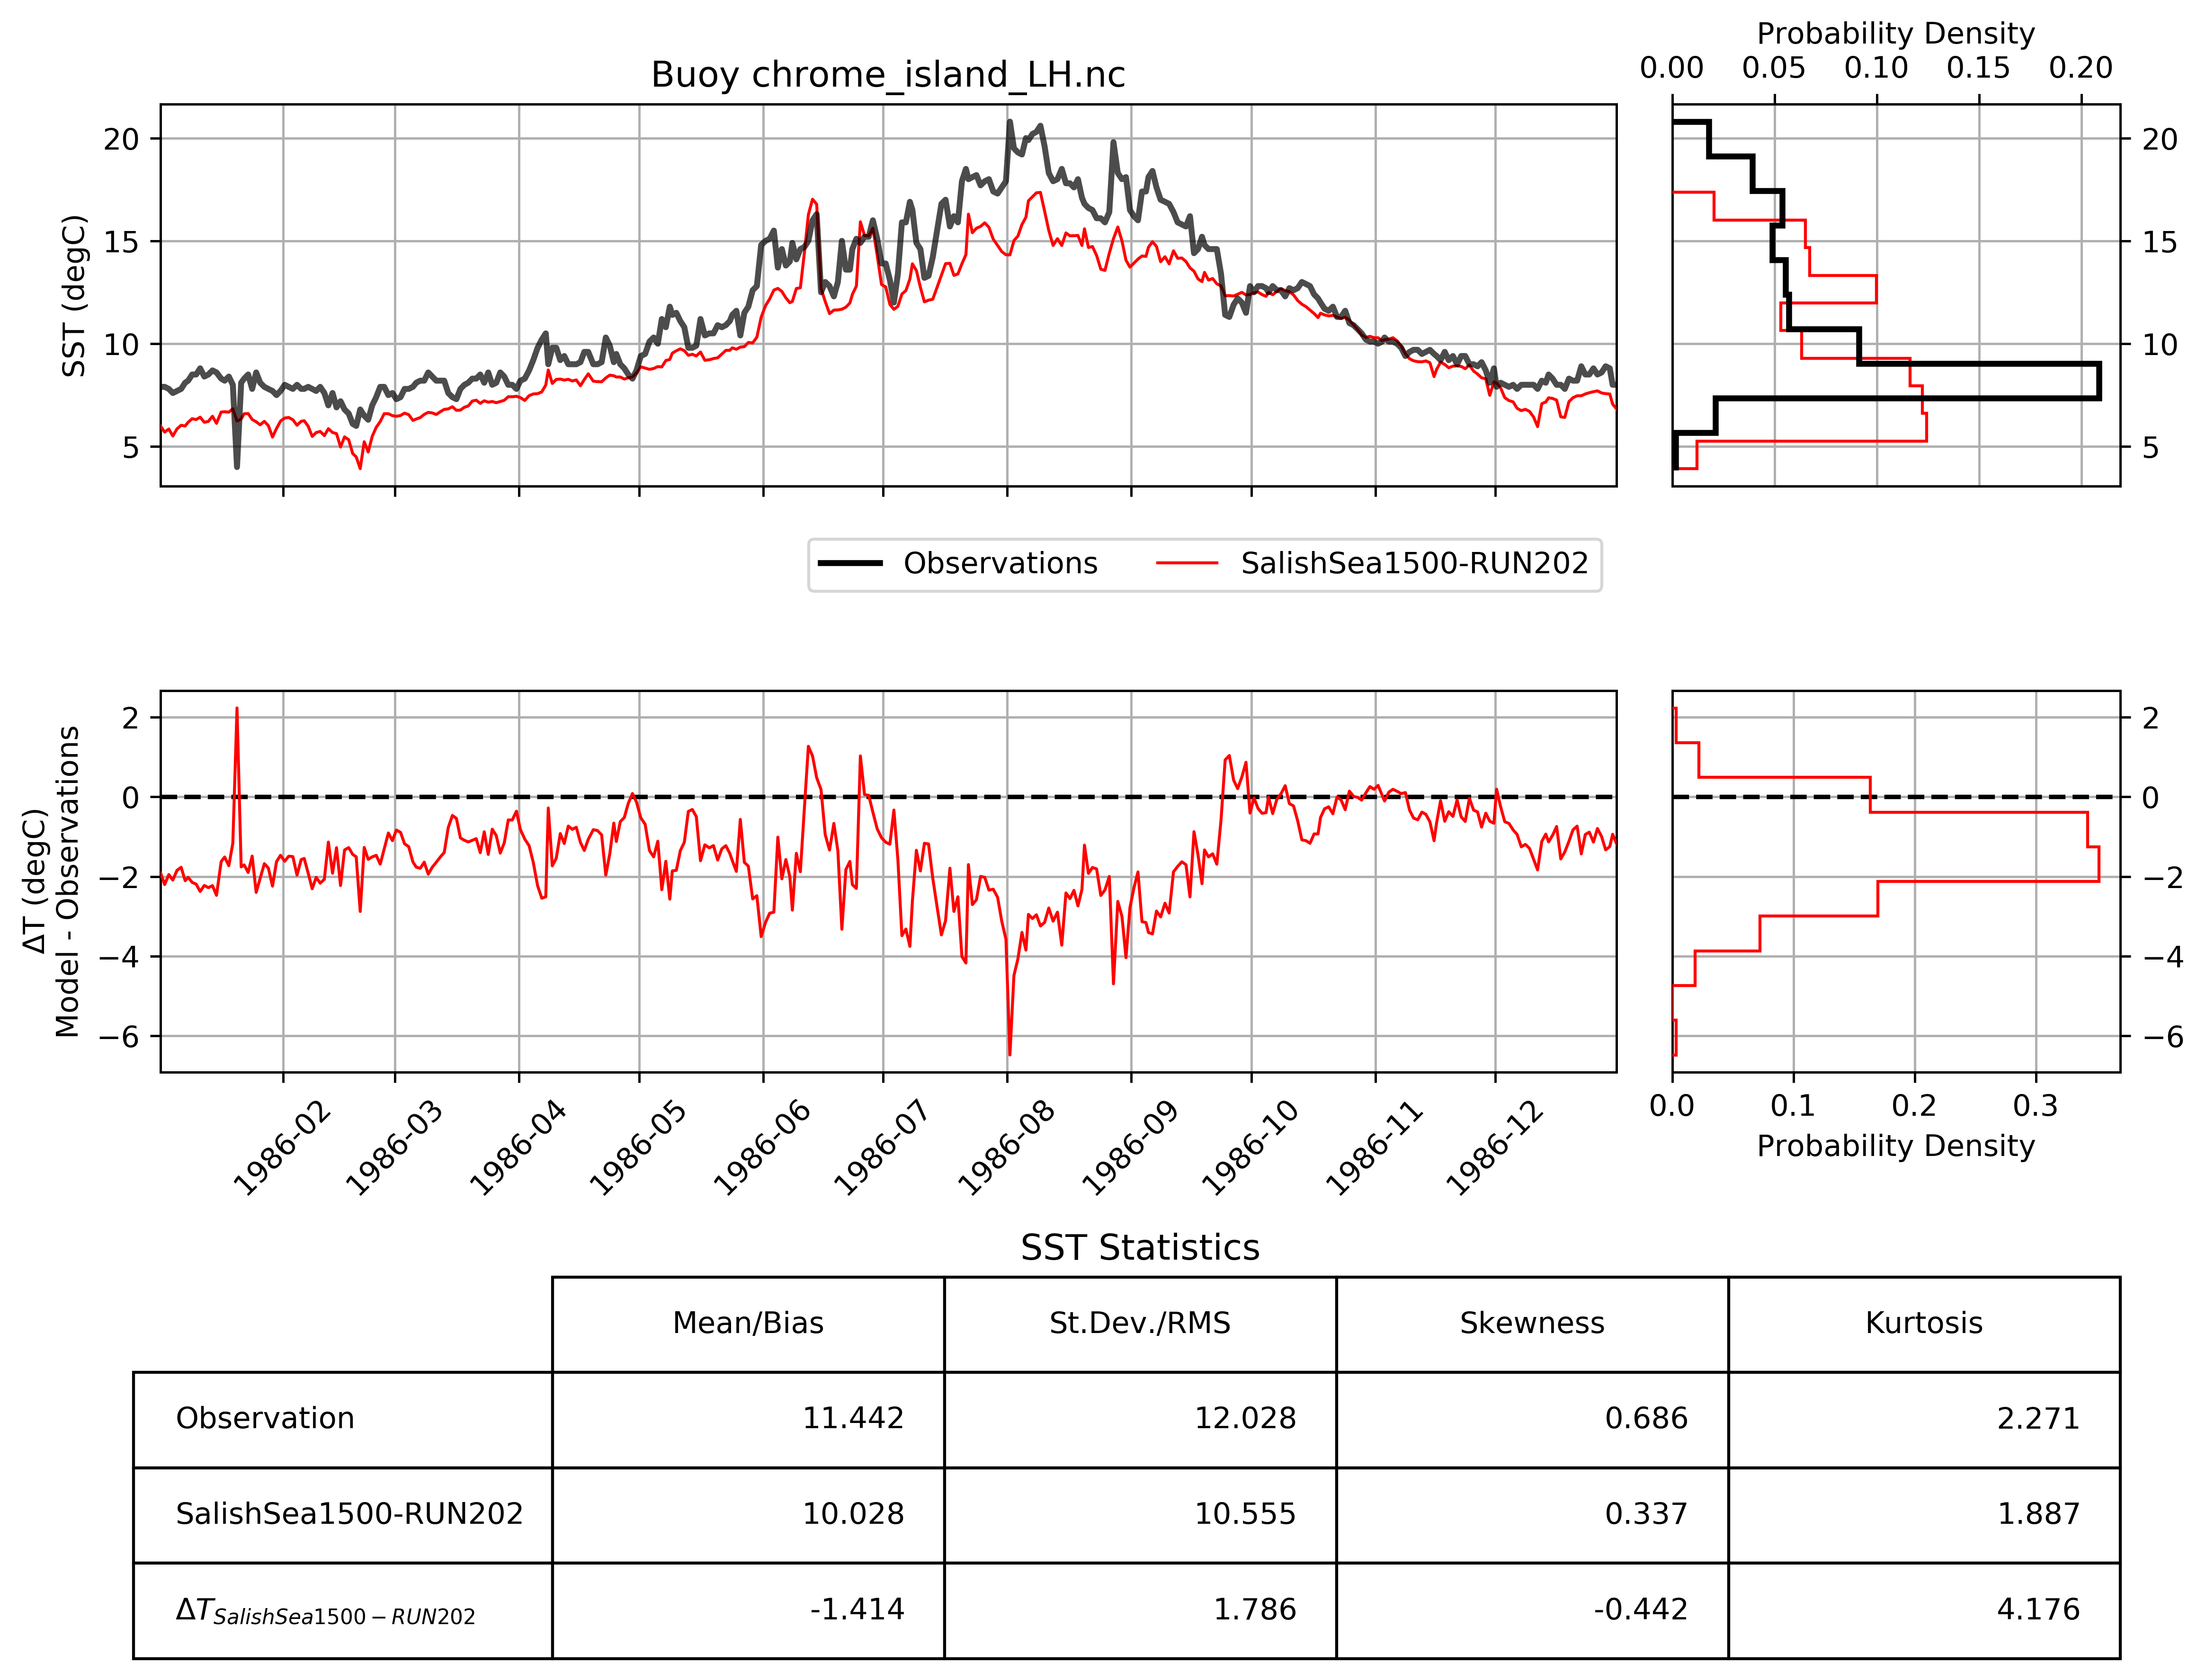 Probability Density
0.00 0.05 0.10 0.15 0.20
Buoy chrome_island_LH.nc
SST (degC)
20
15
10
5
20
15
10
5
Observations
SalishSea1500-RUN202
ΔT (degC)
Model - Observations
2
0
−2
−4
−6
2
0
−2
−4
−6
1986-02
1986-03
1986-04
1986-05
1986-06
1986-07
1986-08
1986-09
1986-10
1986-11
1986-12
0.0 0.1 0.2 0.3
Probability Density
SST Statistics
Mean/Bias St.Dev./RMS Skewness Kurtosis
Observation 11.442 12.028 0.686 2.271
SalishSea1500-RUN202 10.028 10.555 0.337 1.887
ΔT SalishSea1500−RUN202 -1.414 1.786 -0.442 4.176